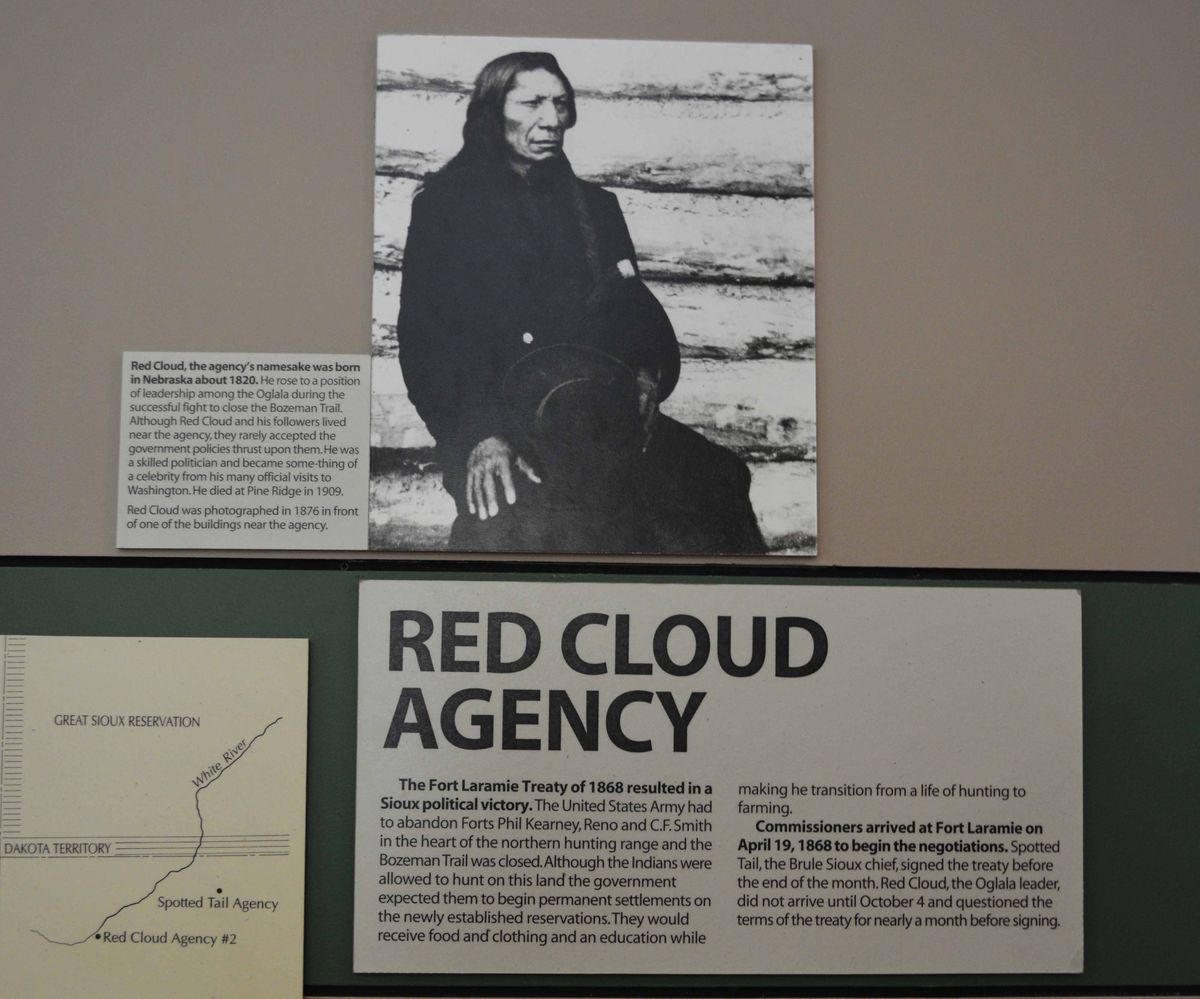 Red Cloud, the agency's namesake was born
in Nebraska about 1820. He rose to a position
of leadership among the Oglala during the
successful fight to close the Bozeman Trail.
Although Red Cloud and his followers lived
near the agency, they rarely accepted the
government policies thrust upon them. He was
a skilled politician and became some-thing of
a celebrity from his many official visits to
Washington. He died at Pine Ridge in 1909.
Red Cloud was photographed in 1876 in front
of one of the buildings near the agency.
GREAT SIOUX RESERVATION
White River
DAKOTA TERRITORY
Spotted Tail Agency
Red Cloud Agency #2
RED CLOUD
AGENCY
The Fort Laramie Treaty of 1868 resulted in a
Sioux political victory. The United States Army had
to abandon Forts Phil Kearney, Reno and C.F. Smith
in the heart of the northern hunting range and the
Bozeman Trail was closed. Although the Indians were
allowed to hunt on this land the government
expected them to begin permanent settlements on
the newly established reservations. They would
receive food and clothing and an education while
making he transition from a life of hunting to
farming.
Commissioners arrived at Fort Laramie on
April 19, 1868 to begin the negotiations. Spotted
Tail, the Brule Sioux chief, signed the treaty before
the end of the month. Red Cloud, the Oglala leader,
did not arrive until October 4 and questioned the
terms of the treaty for nearly a month before signing.